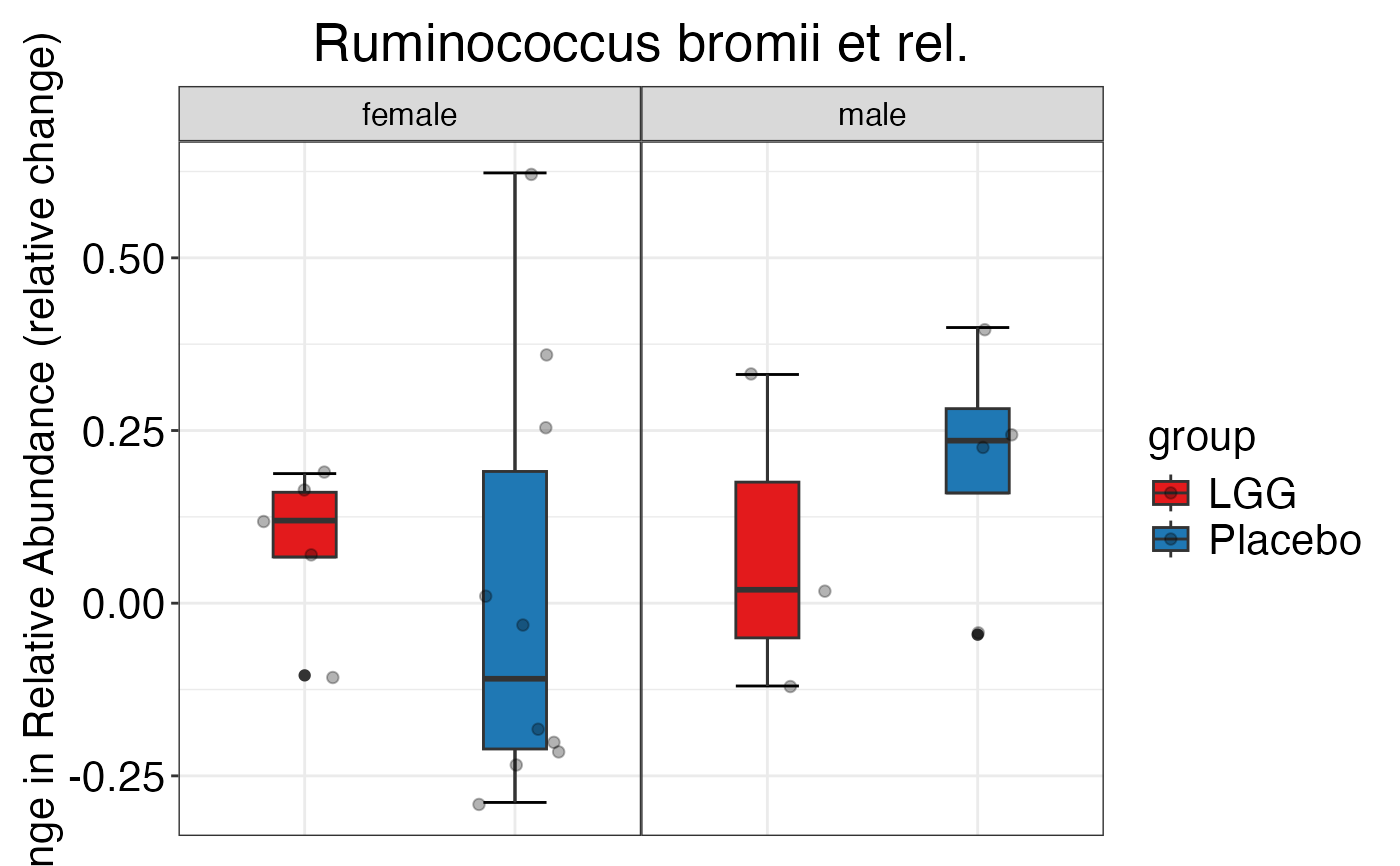 Ruminococcus bromii et rel.
female
male
in Relative Abundance (relative change)
0.50
0.25
0.00
-0.25
group
LGG
Placebo